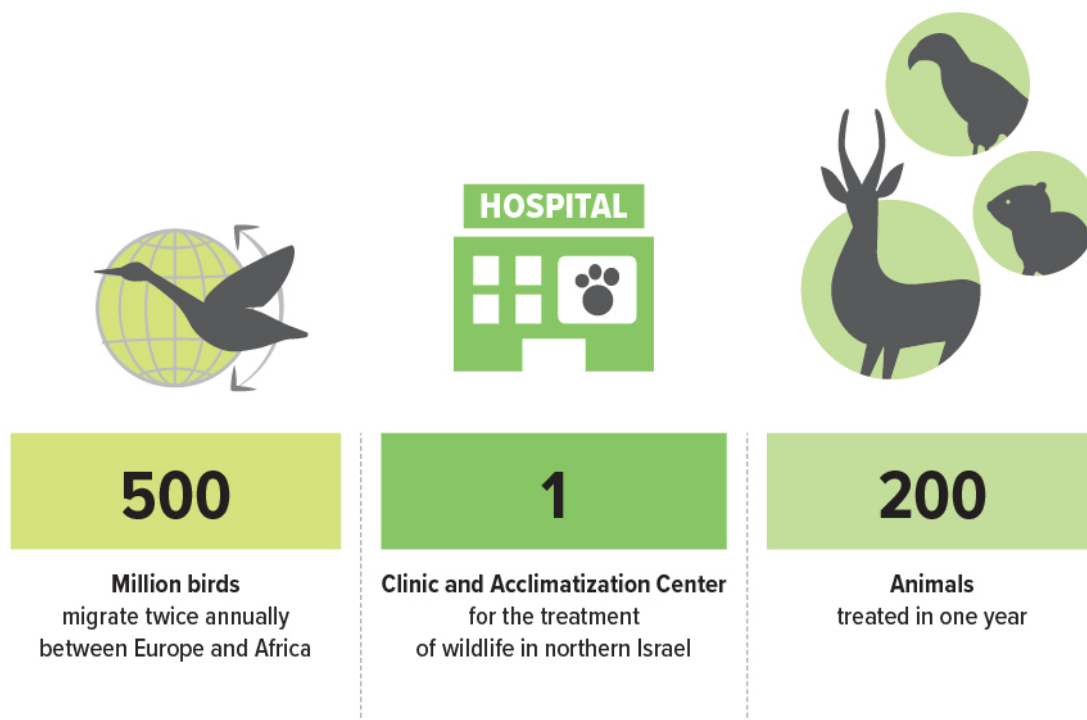 HOSPITAL
500
Million birds
migrate twice annually
between Europe and Africa
1
Clinic and Acclimatization Center
for the treatment
of wildlife in northern Israel
200
Animals
treated in one year